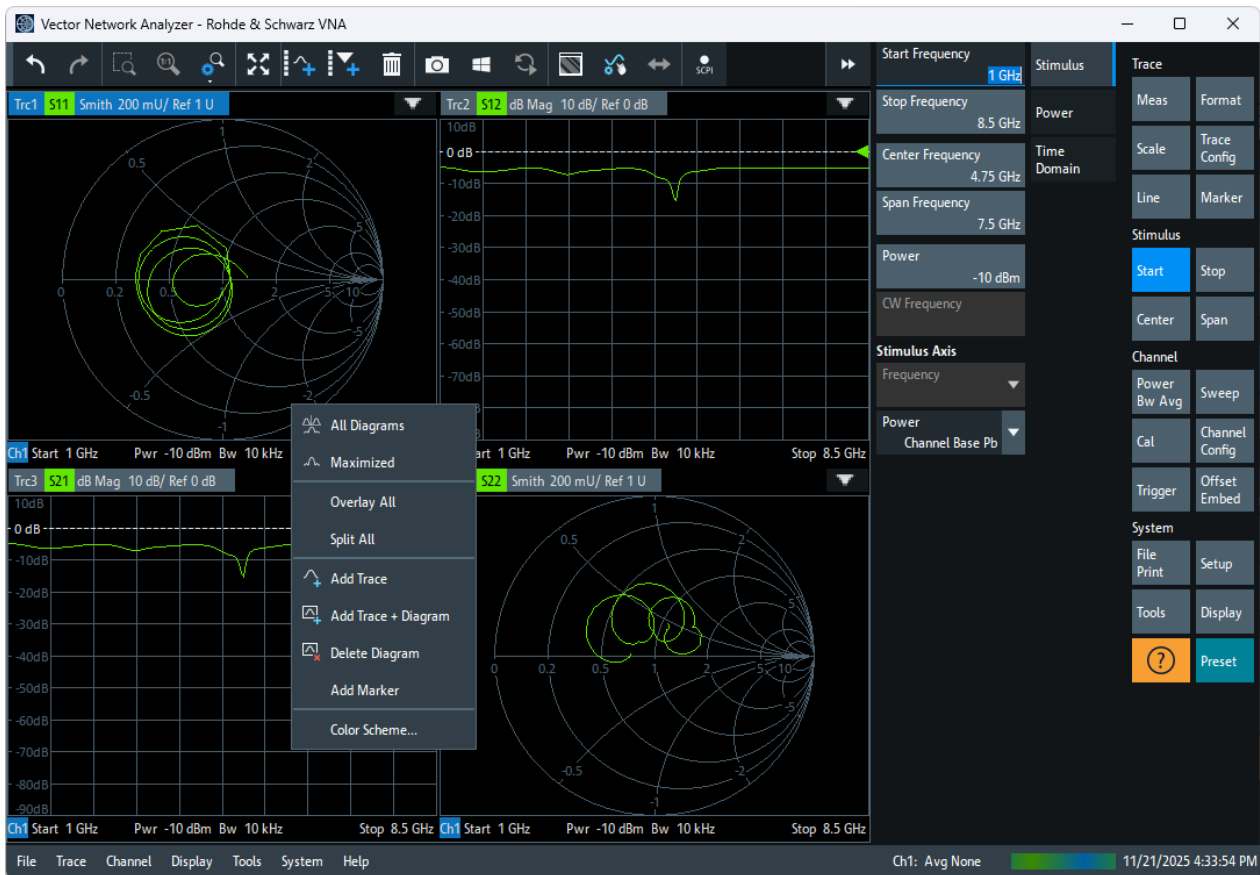 Vector Network Analyzer - Rohde & Schwarz VNA
1:1
SCPI
Trc1 S11 Smith 200 mU/ Ref 1 U
1
0.5
2
5
0
0.2
0.5
2
5
10
-5
-0.5
-2
-1
Ch1 Start 1 GHz Pwr -10 dBm Bw 10 kHz
Trc2 S12 dB Mag 10 dB/ Ref 0 dB
10dB
0 dB
-10dB
-20dB
-30dB
-40dB
-50dB
-60dB
-70dB
art 1 GHz Pwr -10 dBm Bw 10 kHz Stop 8.5 GHz
Trc3 S21 dB Mag 10 dB/ Ref 0 dB
10dB
0 dB
-10dB
-20dB
-30dB
-40dB
-50dB
-60dB
-70dB
-80dB
-90dB
Ch1 Start 1 GHz Pwr -10 dBm Bw 10 kHz Stop 8.5 GHz
S22 Smith 200 mU/ Ref 1 U
1
0.5
2
5
0
0.2
0.5
1
2
5
10
-5
-0.5
-2
-1
Ch1 Start 1 GHz Pwr -10 dBm Bw 10 kHz Stop 8.5 GHz
All Diagrams
Maximized
Overlay All
Split All
Add Trace
Add Trace + Diagram
Delete Diagram
Add Marker
Color Scheme...
Start Frequency
1 GHz
Stop Frequency
8.5 GHz
Center Frequency
4.75 GHz
Span Frequency
7.5 GHz
Power
-10 dBm
CW Frequency
Stimulus Axis
Frequency
Power
Channel Base Pb
Stimulus
Power
Time
Domain
Trace
Meas Format
Scale Trace
Config
Line Marker
Stimulus
Start Stop
Center Span
Channel
Power
Bw Avg Sweep
Cal Channel
Config
Trigger Offset
Embed
System
File
Print Setup
Tools Display
? Preset
File Trace Channel Display Tools System Help
Ch1: Avg None
11/21/2025 4:33:54 PM